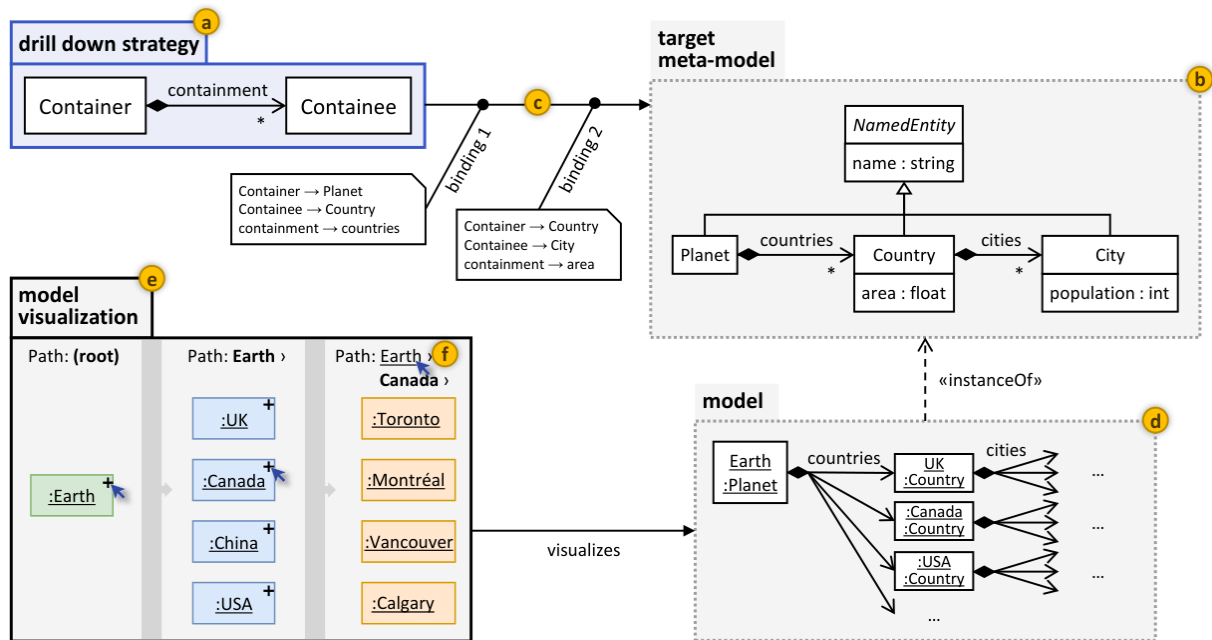 a
drill down strategy
Container
containment
*
Containee
c
binding 1
binding 2
Container → Planet
Containee → Country
containment → countries
Container → Country
Containee → City
containment → area
target
meta-model
b
NamedEntity
name : string
Planet
countries
*
Country
area : float
cities
*
City
population : int
e
model
visualization
Path: (root)
:Earth
+
Path: Earth ›
:UK
+
:Canada
+
:China
+
:USA
+
f
Path: Earth ›
Canada ›
:Toronto
:Montréal
:Vancouver
:Calgary
visualizes
«instanceOf»
model
d
Earth
:Planet
countries
cities
UK
:Country
...
:Canada
:Country
...
:USA
:Country
...
...